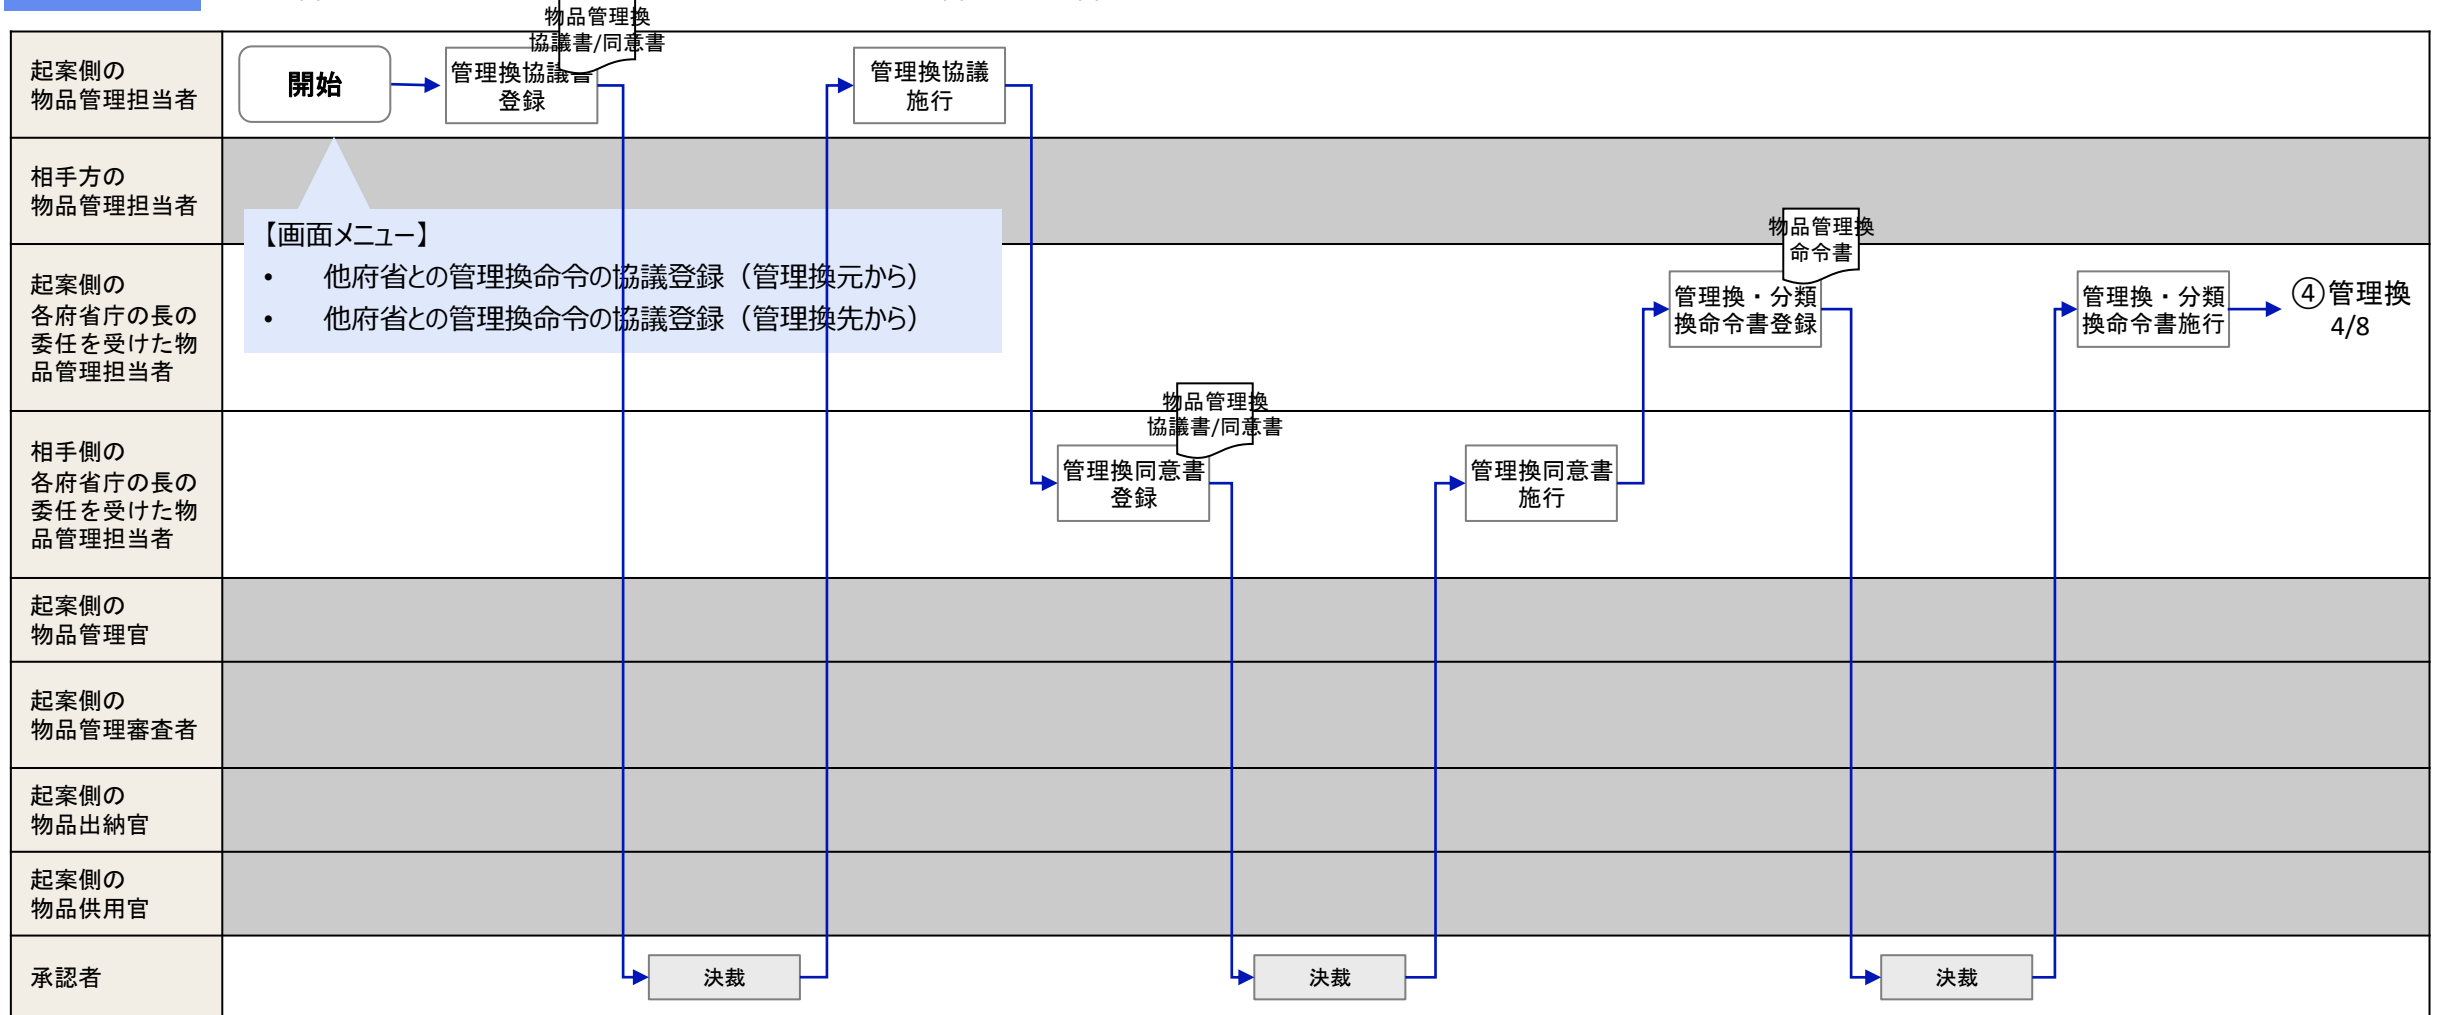 物品管理換
協議書/同意書
起案側の
物品管理担当者
開始
管理換協議書
登録
管理換協議
施行
相手方の
物品管理担当者
【画面メニュー】
• 他府省との管理換命令の協議登録（管理換元から）
• 他府省との管理換命令の協議登録（管理換先から）
物品管理換
命令書
起案側の
各府省庁の長の
委任を受けた物
品管理担当者
管理換・分類
換命令書登録
管理換・分類
換命令書施行
④管理換
4/8
物品管理換
協議書/同意書
相手側の
各府省庁の長の
委任を受けた物
品管理担当者
管理換同意書
登録
管理換同意書
施行
起案側の
物品管理官
起案側の
物品管理審査者
起案側の
物品出納官
起案側の
物品供用官
承認者
決裁
決裁
決裁